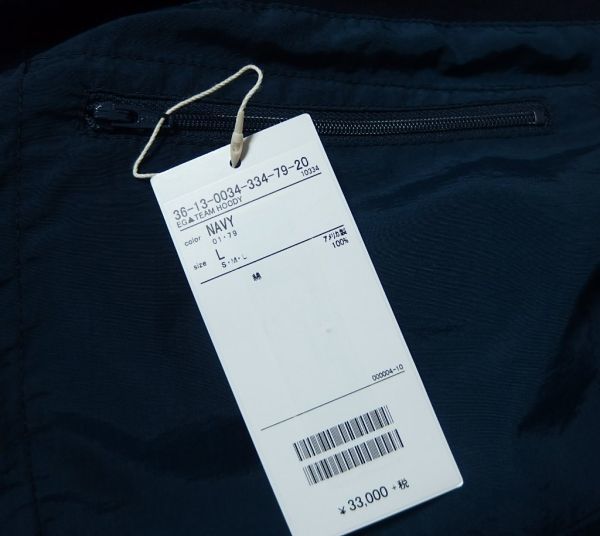 36-13-0034-334-79-20
EG▲TEAM HOODY 10334
color NAVY
01-79
size L
S・M・L
アメリカ製
綿 100%
000004-10
¥33,000+税